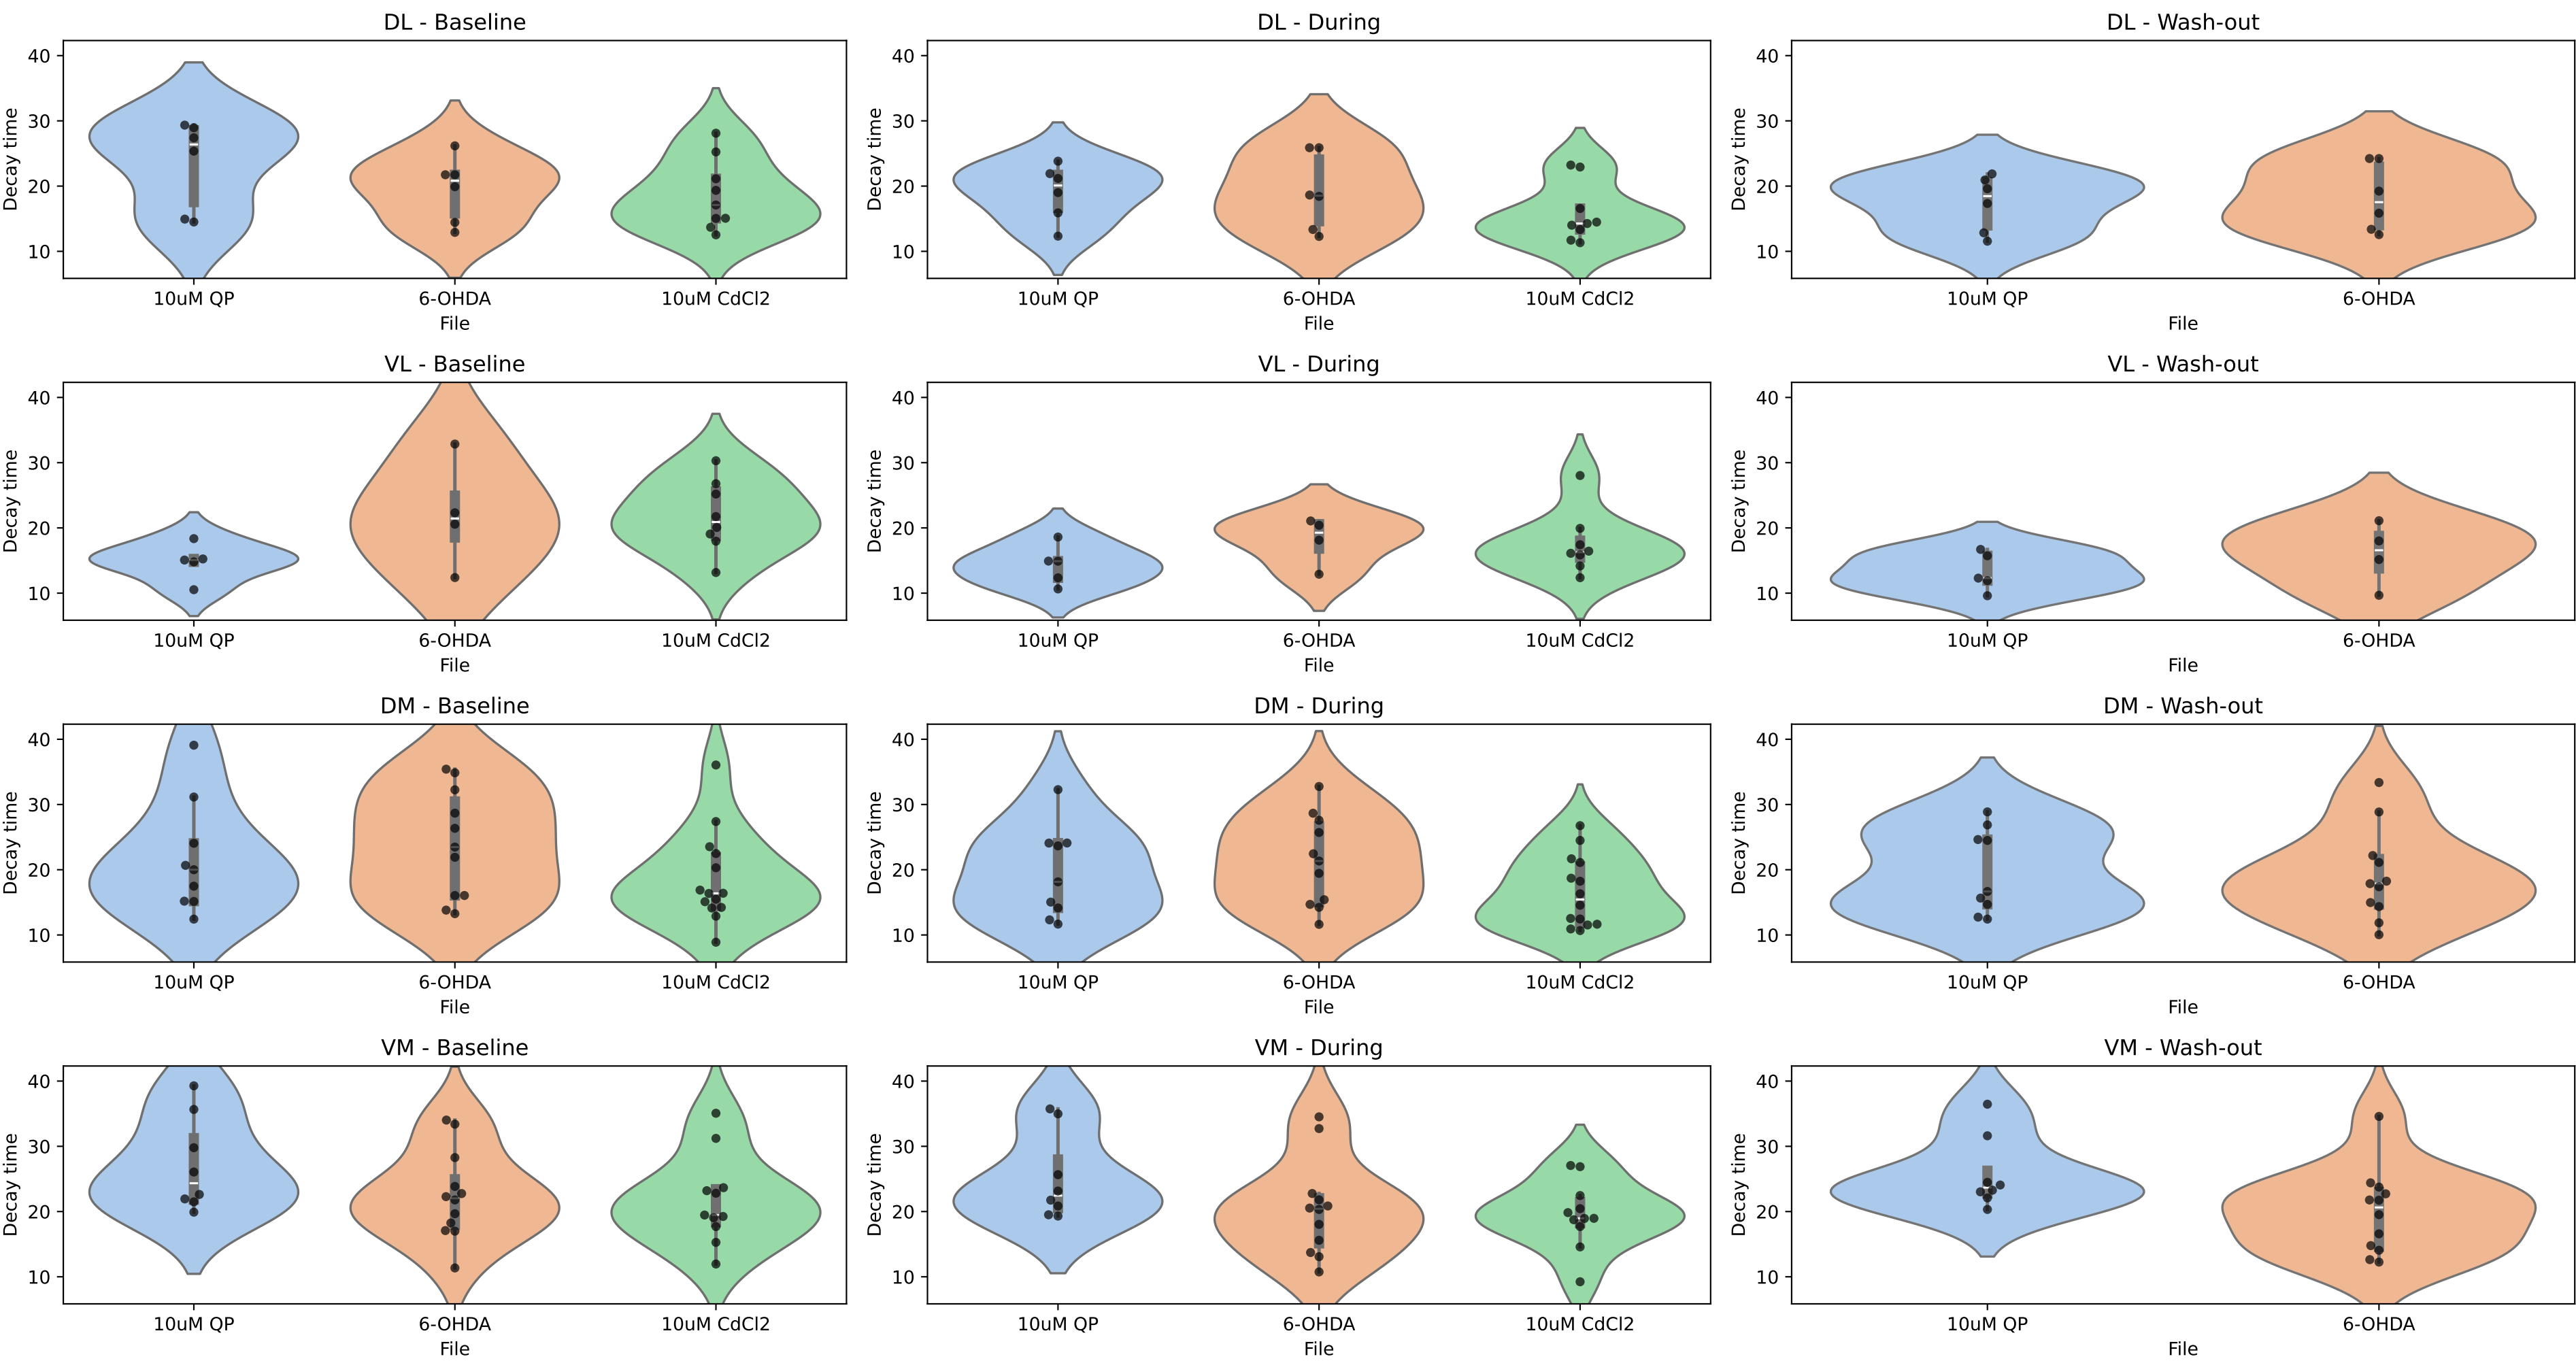 DL - Baseline
DL - During
DL - Wash-out
Decay time
40
30
20
10
10uM QP
6-OHDA
10uM CdCl2
File
Decay time
40
30
20
10
10uM QP
6-OHDA
10uM CdCl2
File
Decay time
40
30
20
10
10uM QP
6-OHDA
File
VL - Baseline
VL - During
VL - Wash-out
Decay time
40
30
20
10
10uM QP
6-OHDA
10uM CdCl2
File
Decay time
40
30
20
10
10uM QP
6-OHDA
10uM CdCl2
File
Decay time
40
30
20
10
10uM QP
6-OHDA
File
DM - Baseline
DM - During
DM - Wash-out
Decay time
40
30
20
10
10uM QP
6-OHDA
10uM CdCl2
File
Decay time
40
30
20
10
10uM QP
6-OHDA
10uM CdCl2
File
Decay time
40
30
20
10
10uM QP
6-OHDA
File
VM - Baseline
VM - During
VM - Wash-out
Decay time
40
30
20
10
10uM QP
6-OHDA
10uM CdCl2
File
Decay time
40
30
20
10
10uM QP
6-OHDA
10uM CdCl2
File
Decay time
40
30
20
10
10uM QP
6-OHDA
File